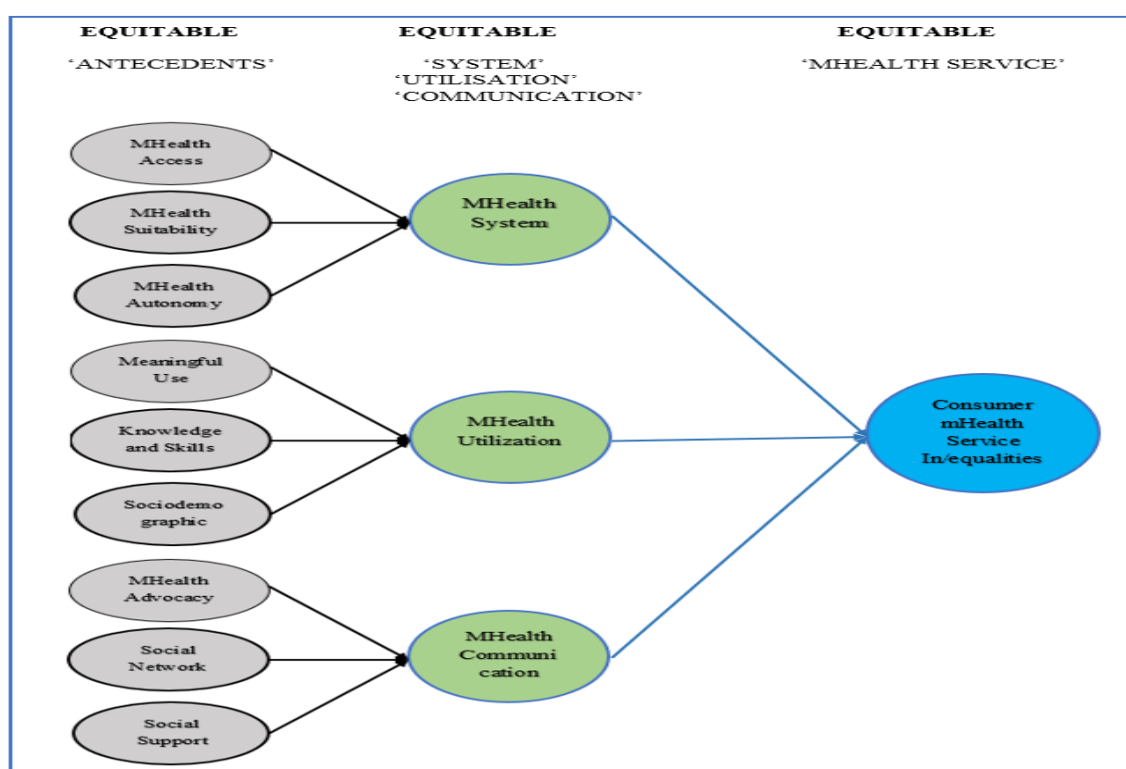 EQUITABLE EQUITABLE EQUITABLE
‘ANTECEDENTS’ ‘SYSTEM’ ‘MHEALTH SERVICE’
‘UTILISATION’
‘COMMUNICATION’
MHealth
Access
MHealth
Suitability
MHealth
Autonomy
MHealth
System
Meaningful
Use
Knowledge
and Skills
Sociodemo
graphic
MHealth
Utilization
MHealth
Advocacy
Social
Network
Social
Support
MHealth
Communi
cation
Consumer
mHealth
Service
In/equalities